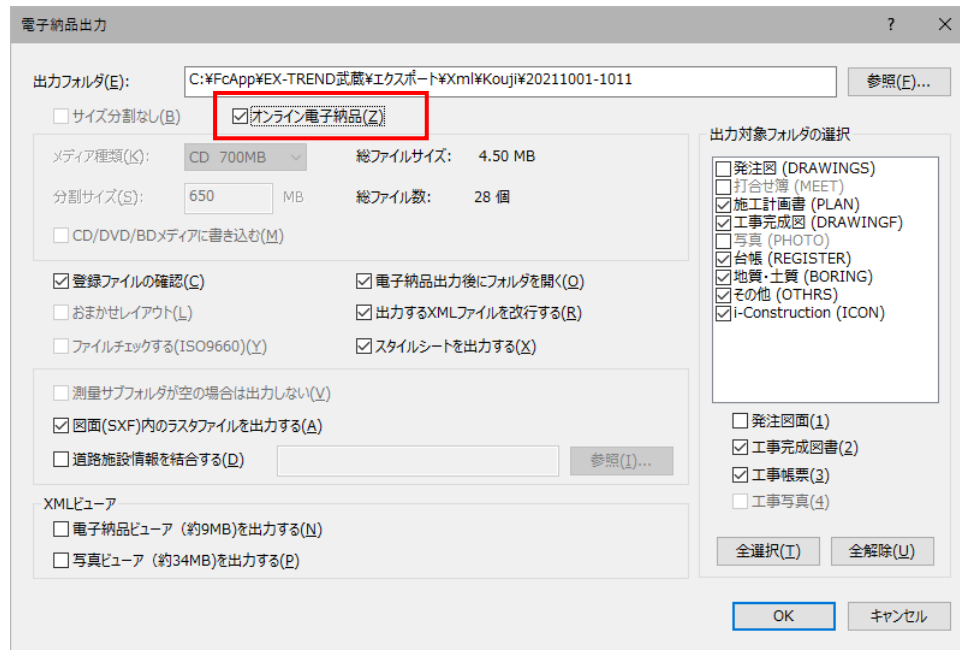 電子納品出力
? ×
出力フォルダ(E): C:¥FcApp¥EX-TREND武蔵¥エクスポート¥Xml¥Kouji¥20211001-1011 参照(F)...
サイズ分割なし(B) オンライン電子納品(Z)
メディア種類(K): CD 700MB 総ファイルサイズ: 4.50 MB
分割サイズ(S): 650 MB 総ファイル数: 28 個
CD/DVD/BDメディアに書き込む(M)
登録ファイルの確認(C) 電子納品出力後にフォルダを開く(O)
おまかせレイアウト(L) 出力するXMLファイルを改行する(R)
ファイルチェックする(ISO9660)(Y) スタイルシートを出力する(X)
測量サブフォルダが空の場合は出力しない(V)
図面(SXF)内のラスタファイルを出力する(A)
道路施設情報を結合する(D) 参照(I)...
XMLビューア
電子納品ビューア (約9MB)を出力する(N)
写真ビューア (約34MB)を出力する(P)
出力対象フォルダの選択
発注図 (DRAWINGS)
打合せ簿 (MEET)
施工計画書 (PLAN)
工事完成図 (DRAWINGF)
写真 (PHOTO)
台帳 (REGISTER)
地質・土質 (BORING)
その他 (OTHRS)
i-Construction (ICON)
発注図面(1)
工事完成図書(2)
工事帳票(3)
工事写真(4)
全選択(T) 全解除(U)
OK キャンセル